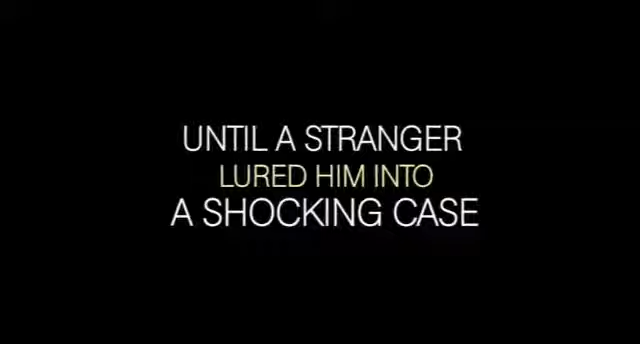 UNTIL A STRANGER
LURED HIM INTO
A SHOCKING CASE